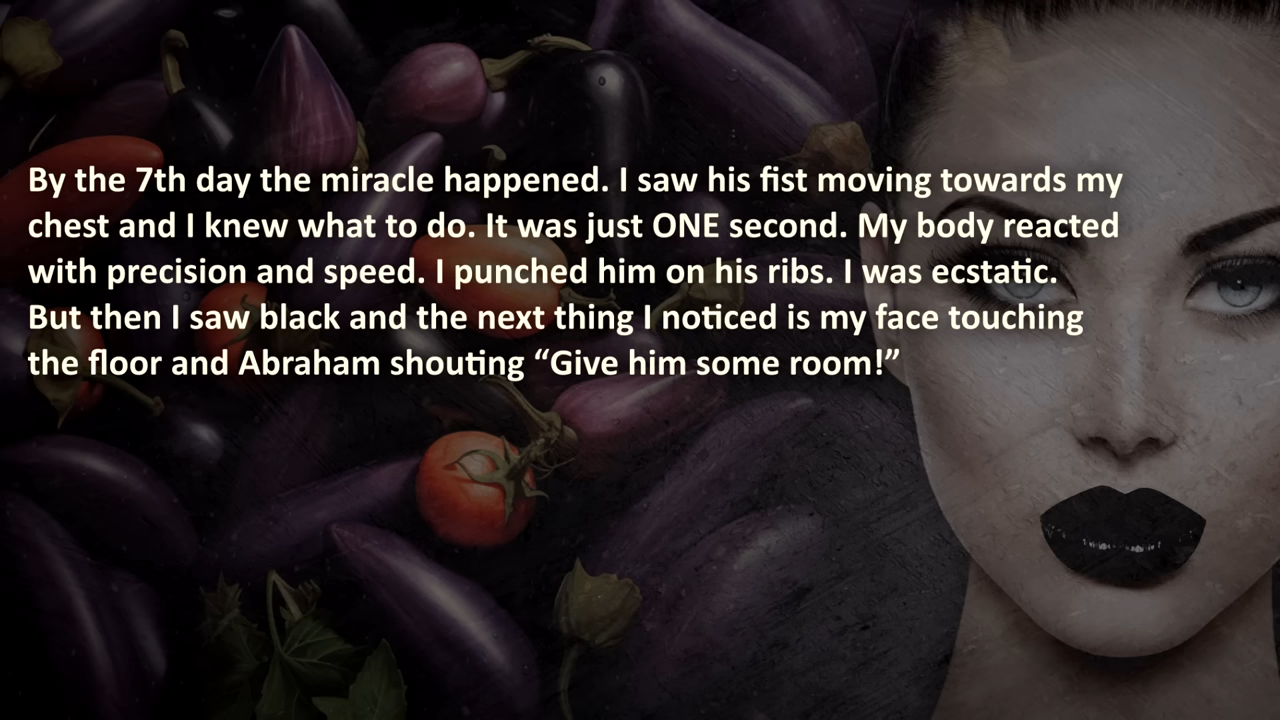 By the 7th day the miracle happened. I saw his fist moving towards my
chest and I knew what to do. It was just ONE second. My body reacted
with precision and speed. I punched him on his ribs. I was ecstatic.
But then I saw black and the next thing I noticed is my face touching
the floor and Abraham shouting “Give him some room!”